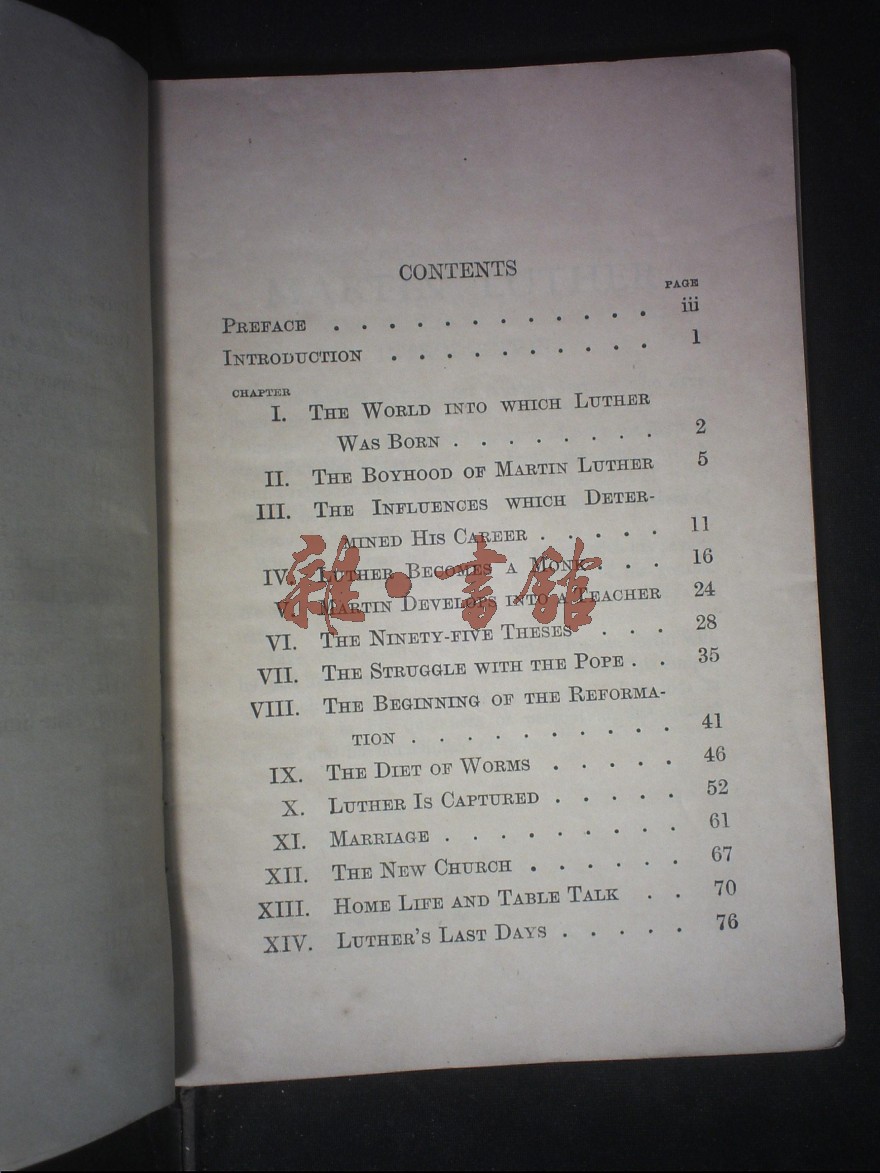 CONTENTS
PAGE
PREFACE . . . . . . . . . . . . iii
INTRODUCTION . . . . . . . . . . 1
CHAPTER
I. THE WORLD INTO WHICH LUTHER
WAS BORN . . . . . . . . 2
II. THE BOYHOOD OF MARTIN LUTHER 5
III. THE INFLUENCES WHICH DETER-
MINED HIS CAREER . . . . . 11
IV. LUTHER BECOMES A MONK . . . 16
V. MARTIN DEVELOPS INTO A TEACHER 24
VI. THE NINETY-FIVE THESES . . . 28
VII. THE STRUGGLE WITH THE POPE . . 35
VIII. THE BEGINNING OF THE REFORMA-
TION . . . . . . . . . . 41
IX. THE DIET OF WORMS . . . . . 46
X. LUTHER IS CAPTURED . . . . . 52
XI. MARRIAGE . . . . . . . . . 61
XII. THE NEW CHURCH . . . . . . 67
XIII. HOME LIFE AND TABLE TALK . . 70
XIV. LUTHER'S LAST DAYS . . . . . 76
雜·書館